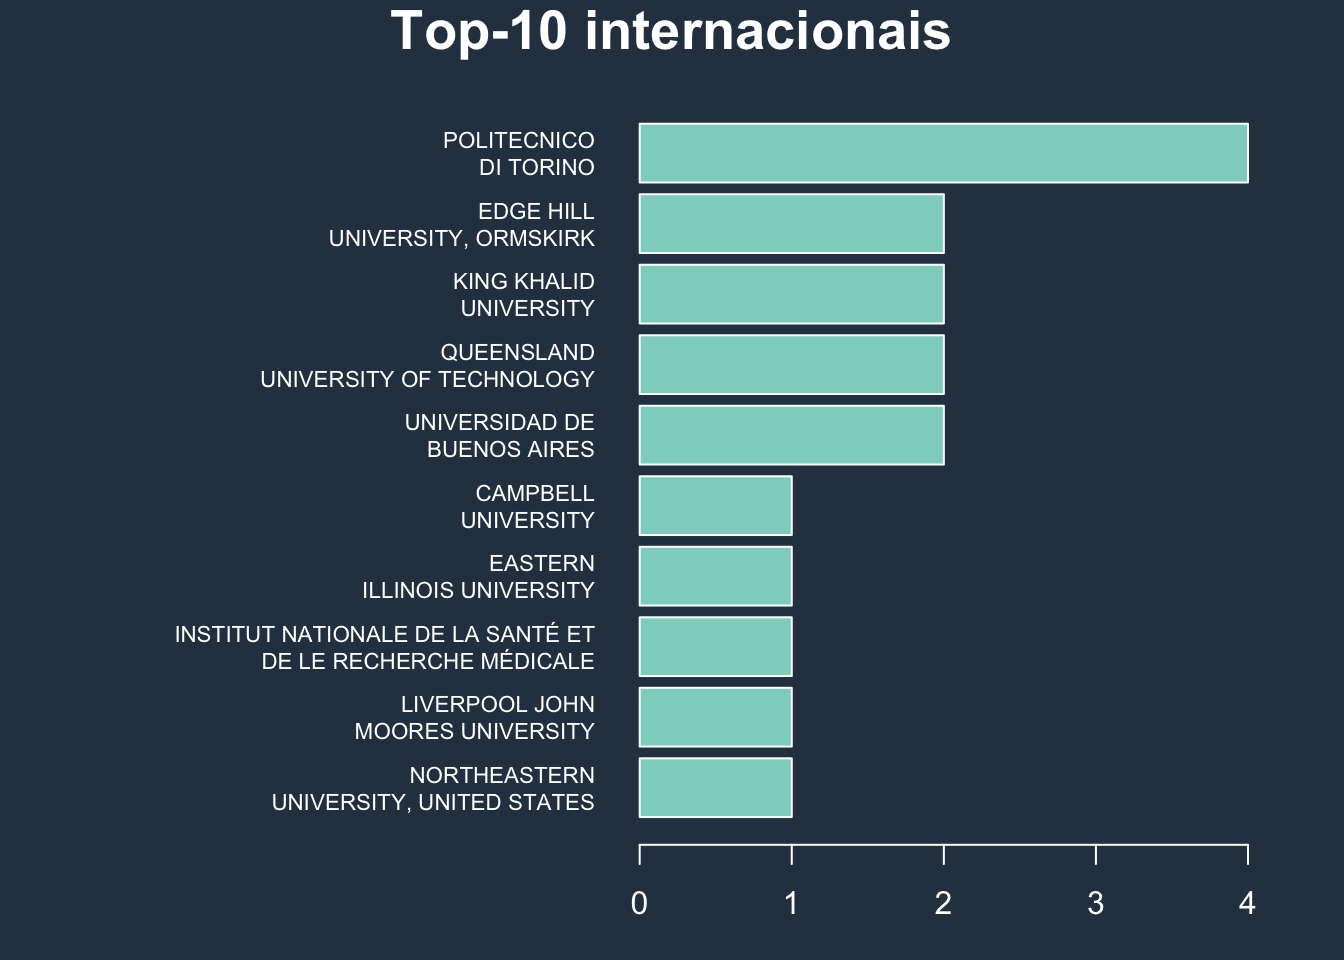 Top-10 internacionais
POLITECNICO
DI TORINO
EDGE HILL
UNIVERSITY, ORMSKIRK
KING KHALID
UNIVERSITY
QUEENSLAND
UNIVERSITY OF TECHNOLOGY
UNIVERSIDAD DE
BUENOS AIRES
CAMPBELL
UNIVERSITY
EASTERN
ILLINOIS UNIVERSITY
INSTITUT NATIONALE DE LA SANTÉ ET
DE LE RECHERCHE MÉDICALE
LIVERPOOL JOHN
MOORES UNIVERSITY
NORTHEASTERN
UNIVERSITY, UNITED STATES
0 1 2 3 4